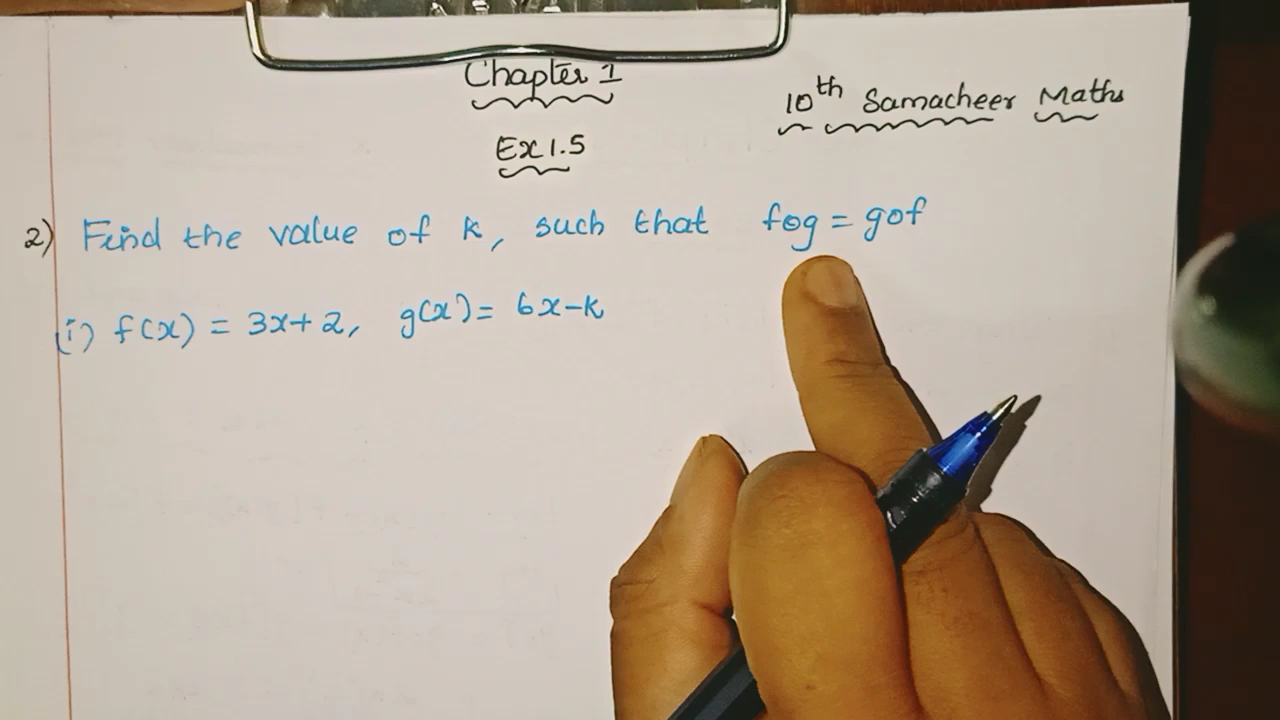 Chapter 1
10th Samacheer Maths
Ex 1.5
2) Find the value of k, such that fog = gof
(i) f(x) = 3x+2, g(x) = 6x-k